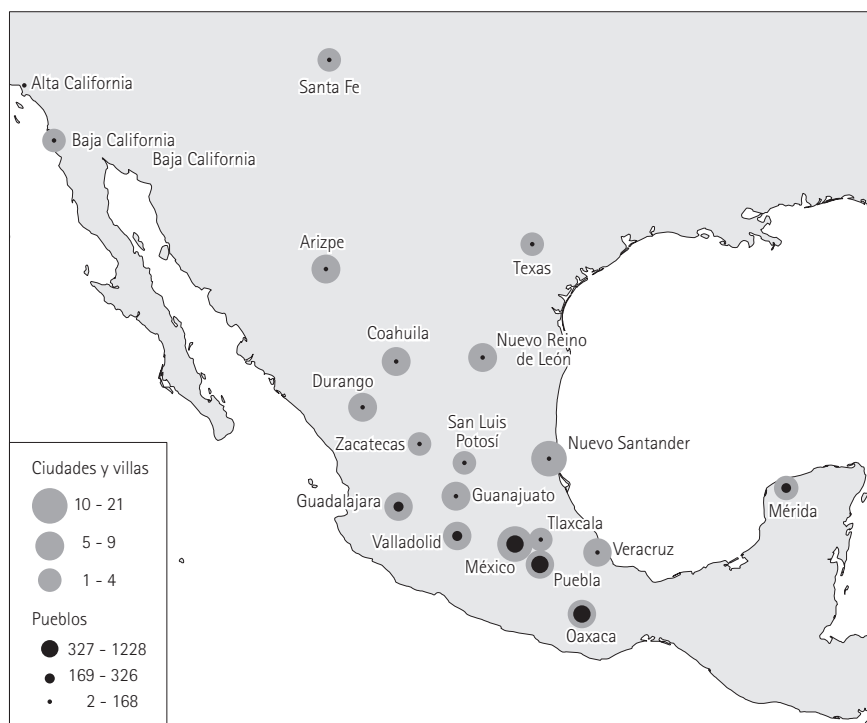 Santa Fe
Alta California
Baja California
Baja California
Arizpe
Texas
Coahuila
Nuevo Reino
de León
Durango
San Luis
Potosí
Zacatecas
Nuevo Santander
Guadalajara
Guanajuato
Mérida
Valladolid
Tlaxcala
México
Veracruz
Puebla
Oaxaca
Ciudades y villas
10 - 21
5 - 9
1 - 4
Pueblos
327 - 1228
169 - 326
2 - 168